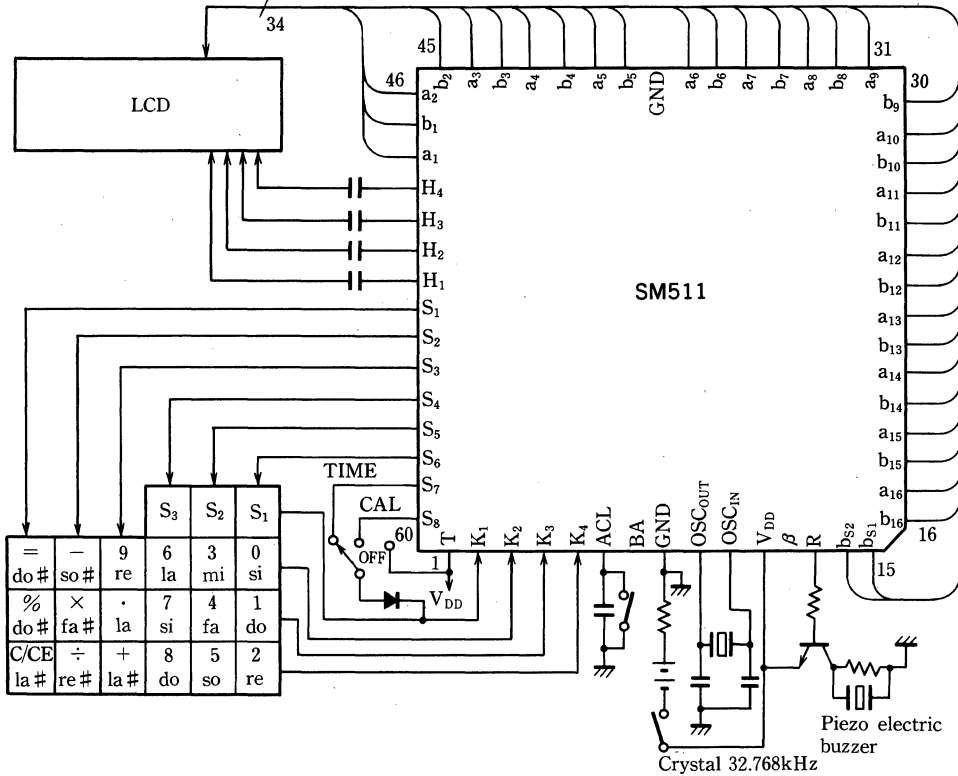 34
45
31
46
30
b2 a3 b3 a4 b4 a5 b5 GND a6 b6 a7 b7 a8 b8 a9
LCD
a2
b1
a1
H4
H3
H2
H1
S1
S2
S3
S4
S5
S6
S7
S8
SM511
b9
a10
b10
a11
b11
a12
b12
a13
b13
a14
b14
a15
b15
a16
b16
TIME
CAL
OFF
60
16
1
15
T K1 K2 K3 K4 ACL BA GND OSCOUT OSCIN VDD β R bS2 bS1
VDD
S3 S2 S1
= − 9 6 3 0
do# so# re la mi si
% × · 7 4 1
do# fa# la si fa do
C/CE ÷ + 8 5 2
la# re# la# do so re
Piezo electric
buzzer
Crystal 32.768kHz